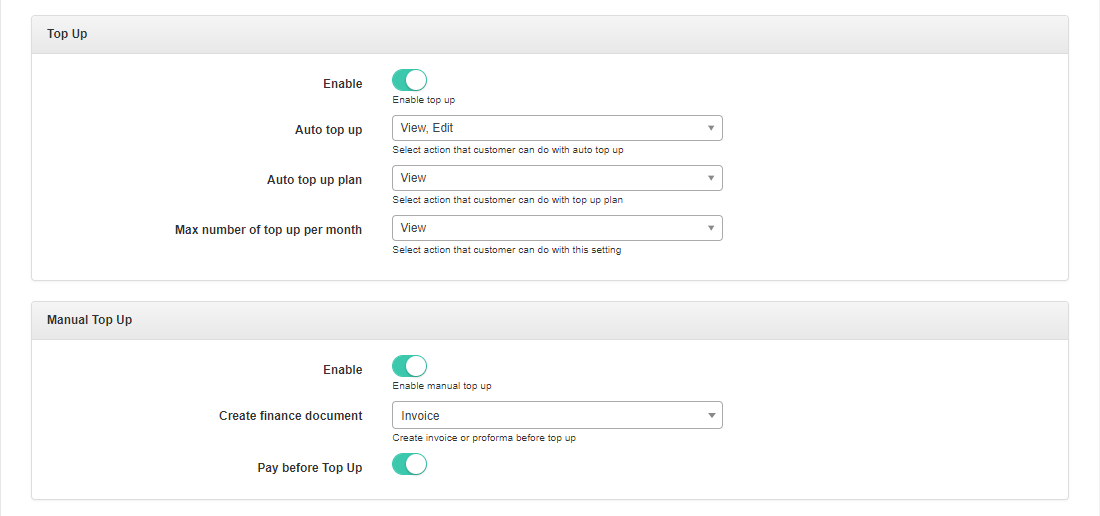 Top Up
Enable
Enable top up
Auto top up
View, Edit
Select action that customer can do with auto top up
Auto top up plan
View
Select action that customer can do with top up plan
Max number of top up per month
View
Select action that customer can do with this setting
Manual Top Up
Enable
Enable manual top up
Create finance document
Invoice
Create invoice or proforma before top up
Pay before Top Up